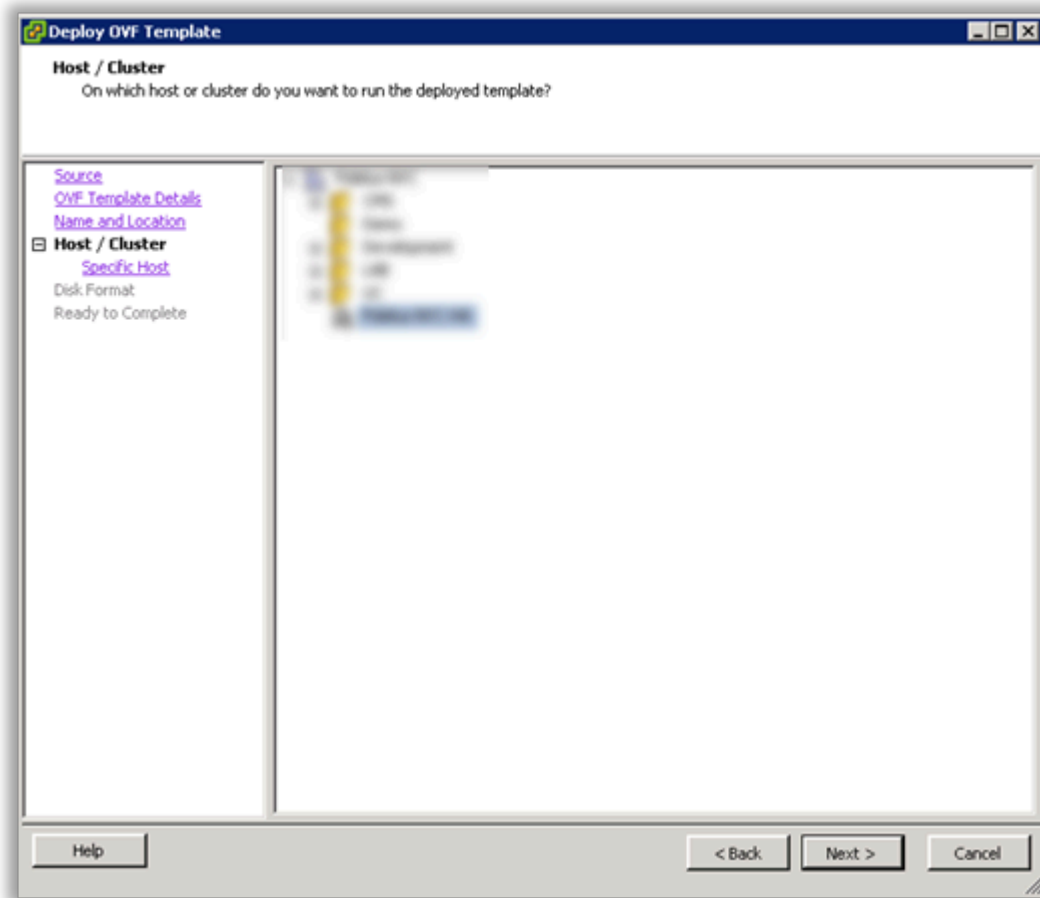 Deploy OVF Template
Host / Cluster
On which host or cluster do you want to run the deployed template?
Source
OVF Template Details
Name and Location
Host / Cluster
Specific Host
Disk Format
Ready to Complete
Help
< Back
Next >
Cancel